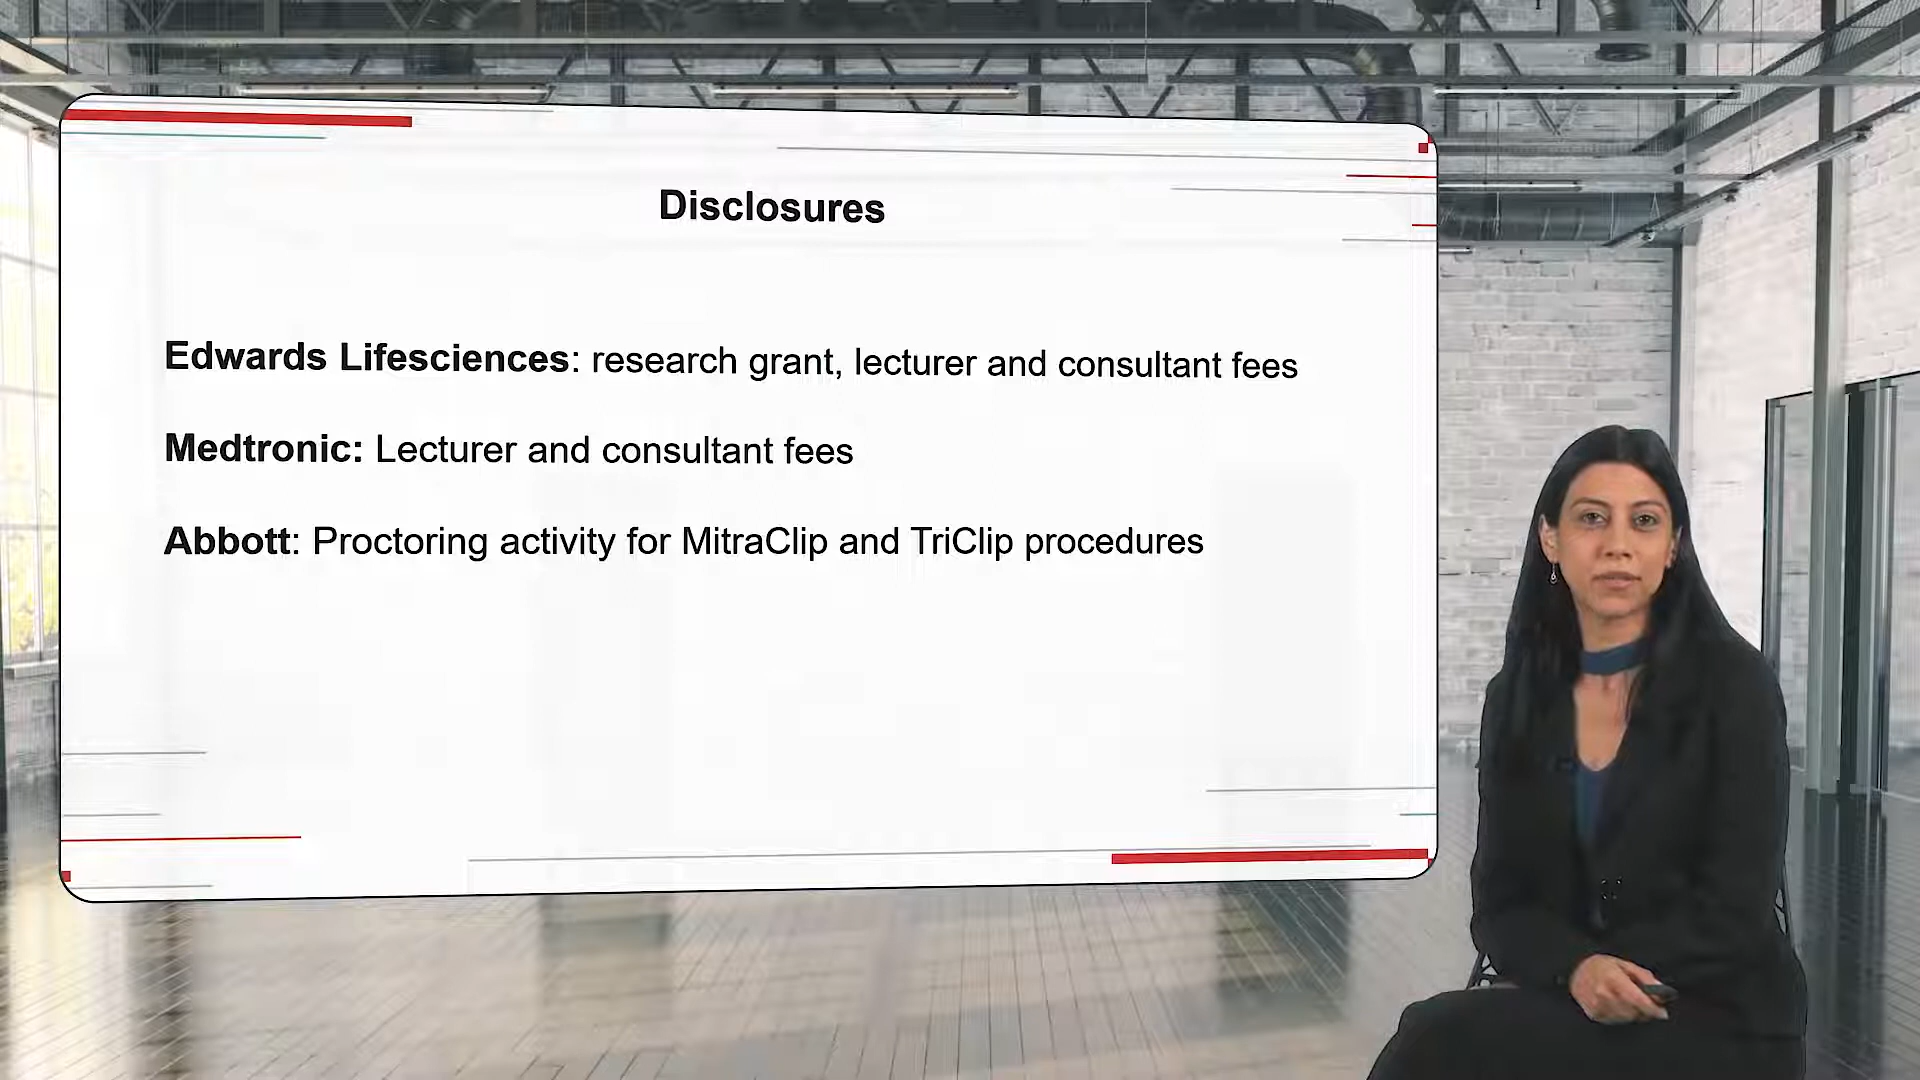 Disclosures
Edwards Lifesciences: research grant, lecturer and consultant fees
Medtronic: Lecturer and consultant fees
Abbott: Proctoring activity for MitraClip and TriClip procedures